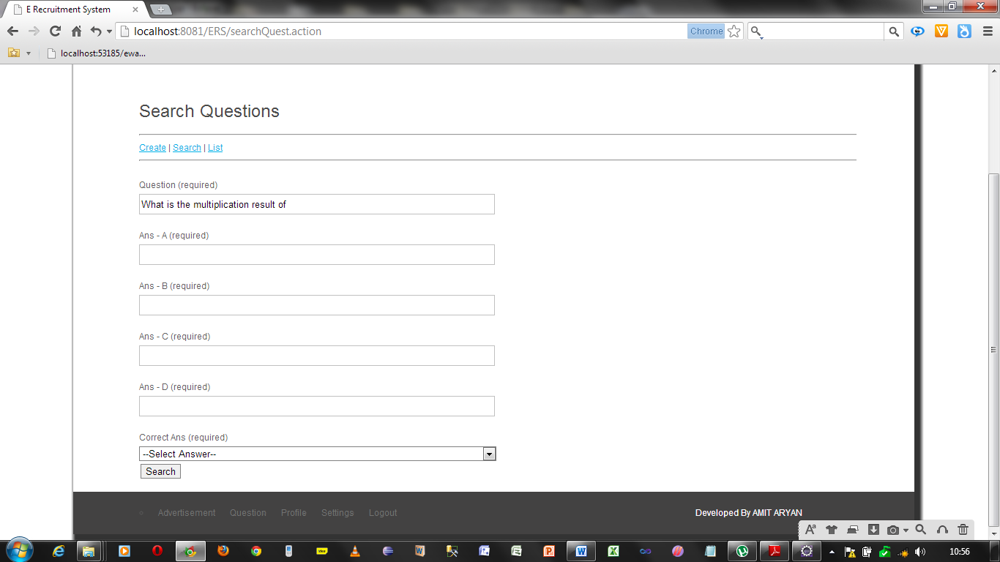 E Recruitment System
localhost:8081/ERS/searchQuest.action
Chrome
localhost:53185/ewa...
Search Questions
Create | Search | List
Question (required)
What is the multiplication result of
Ans - A (required)
Ans - B (required)
Ans - C (required)
Ans - D (required)
Correct Ans (required)
--Select Answer--
Search
Advertisement Question Profile Settings Logout
Developed By AMIT ARYAN
10:56